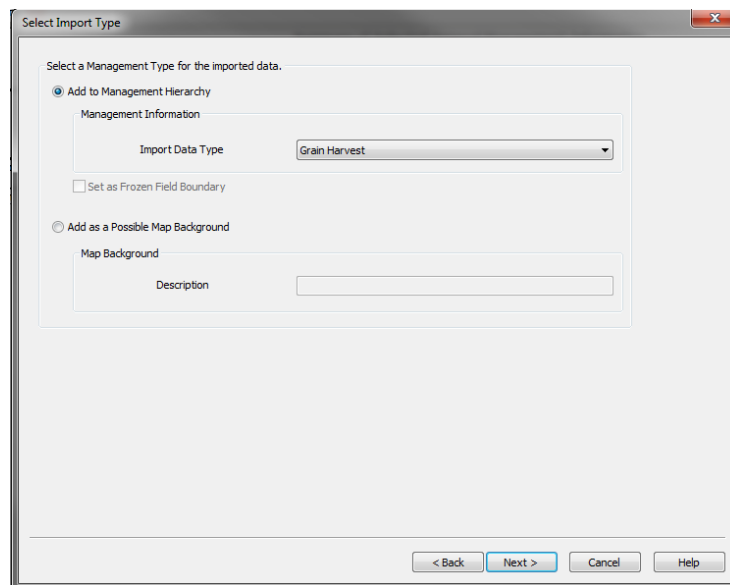 Select Import Type
Select a Management Type for the imported data.
Add to Management Hierarchy
Management Information
Import Data Type
Grain Harvest
Set as Frozen Field Boundary
Add as a Possible Map Background
Map Background
Description
< Back
Next >
Cancel
Help